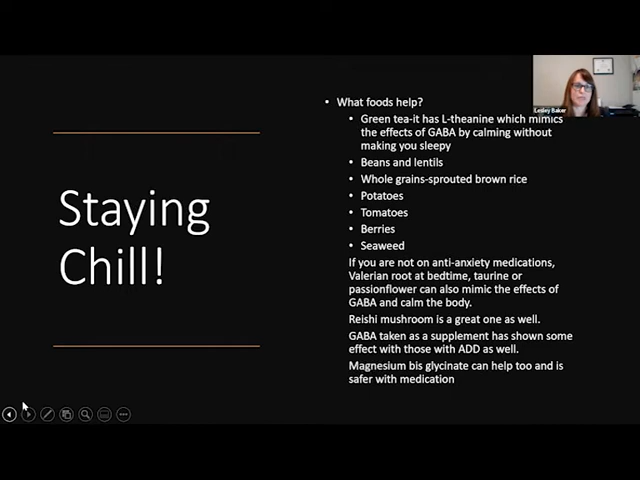 Lesley Baker
Staying
Chill!
• What foods help?
• Green tea-it has L-theanine which mimics
the effects of GABA by calming without
making you sleepy
• Beans and lentils
• Whole grains-sprouted brown rice
• Potatoes
• Tomatoes
• Berries
• Seaweed
If you are not on anti-anxiety medications,
Valerian root at bedtime, taurine or
passionflower can also mimic the effects of
GABA and calm the body.
Reishi mushroom is a great one as well.
GABA taken as a supplement has shown some
effect with those with ADD as well.
Magnesium bis glycinate can help too and is
safer with medication